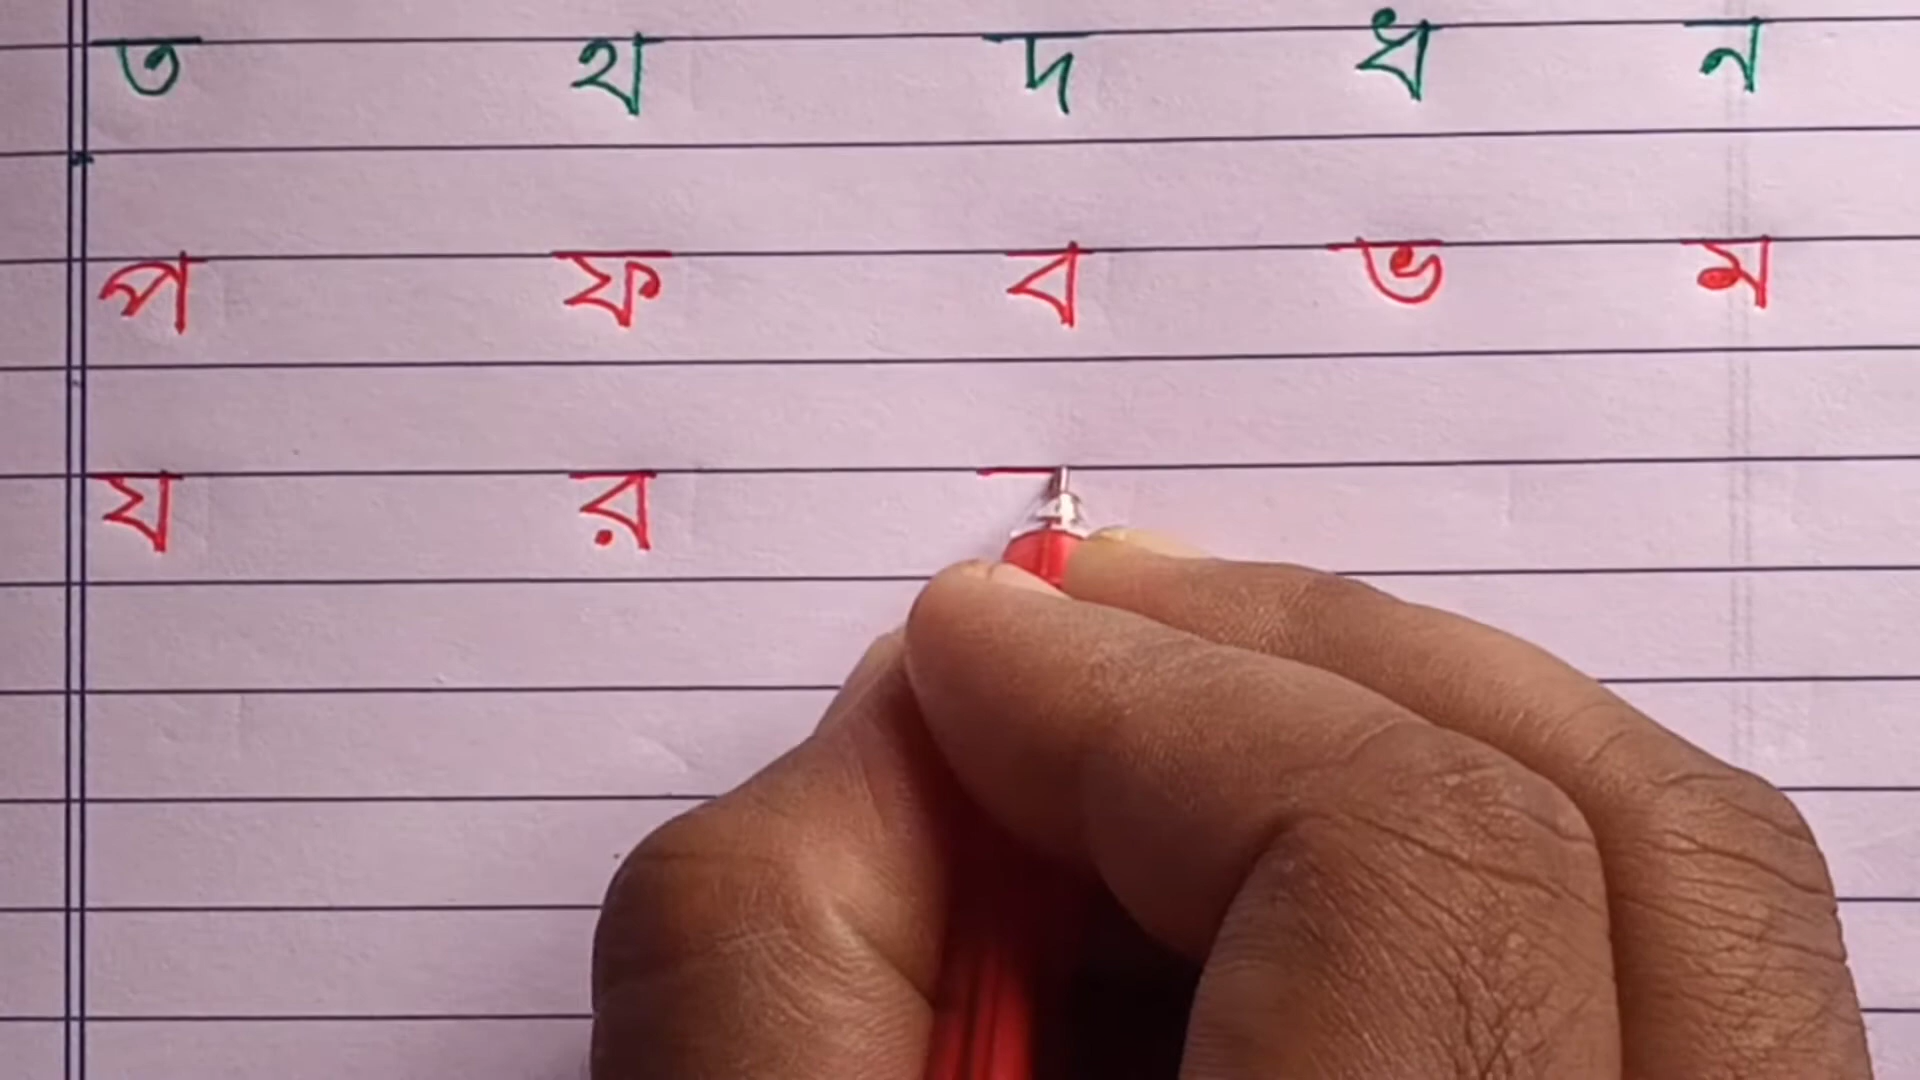 ত থ দ ধ ন
প ফ ব ভ ম
য র